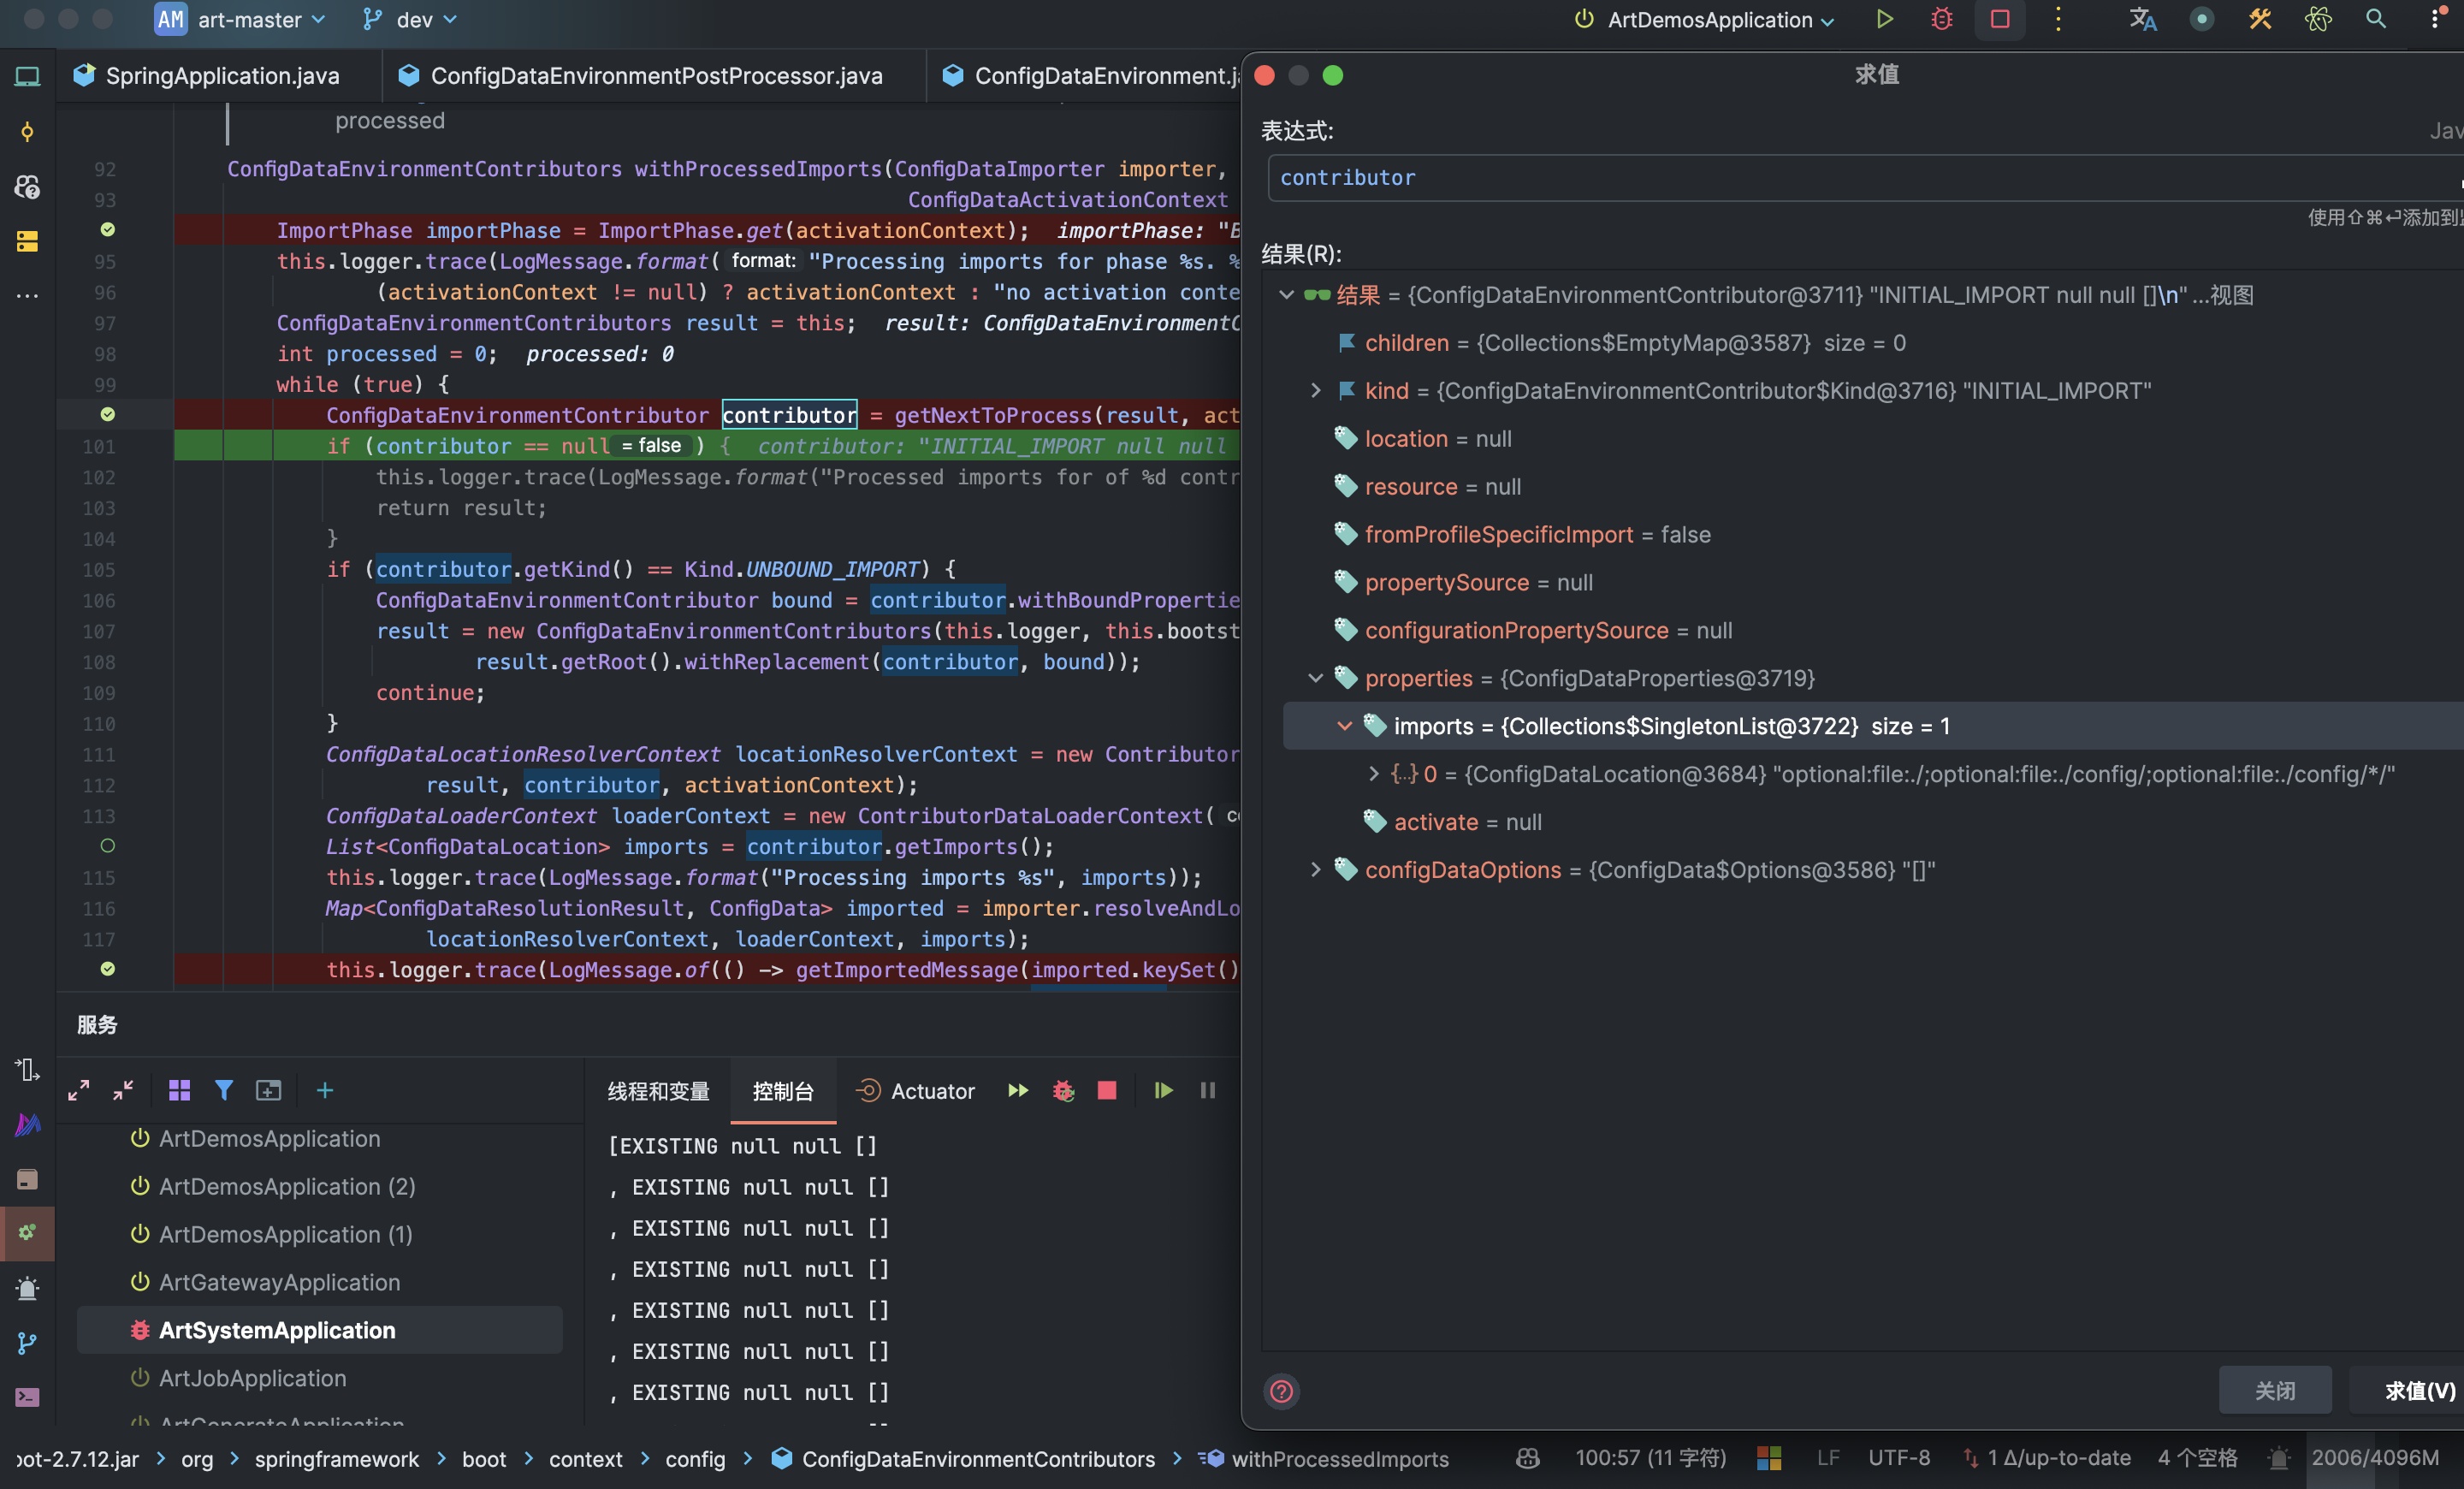 AM art-master dev ArtDemosApplication
SpringApplication.java ConfigDataEnvironmentPostProcessor.java ConfigDataEnvironment.j
processed
92 ConfigDataEnvironmentContributors withProcessedImports(ConfigDataImporter importer,
93 ConfigDataActivationContext
ImportPhase importPhase = ImportPhase.get(activationContext); importPhase: "B
95 this.logger.trace(LogMessage.format( format: "Processing imports for phase %s. %
96 (activationContext != null) ? activationContext : "no activation conte
97 ConfigDataEnvironmentContributors result = this; result: ConfigDataEnvironmentC
98 int processed = 0; processed: 0
99 while (true) {
ConfigDataEnvironmentContributor contributor = getNextToProcess(result, act
101 if (contributor == null = false ) { contributor: "INITIAL_IMPORT null null
102 this.logger.trace(LogMessage.format("Processed imports for of %d contr
103 return result;
104 }
105 if (contributor.getKind() == Kind.UNBOUND_IMPORT) {
106 ConfigDataEnvironmentContributor bound = contributor.withBoundPropertie
107 result = new ConfigDataEnvironmentContributors(this.logger, this.bootst
108 result.getRoot().withReplacement(contributor, bound));
109 continue;
110 }
111 ConfigDataLocationResolverContext locationResolverContext = new Contributor
112 result, contributor, activationContext);
113 ConfigDataLoaderContext loaderContext = new ContributorDataLoaderContext( c
List<ConfigDataLocation> imports = contributor.getImports();
115 this.logger.trace(LogMessage.format("Processing imports %s", imports));
116 Map<ConfigDataResolutionResult, ConfigData> imported = importer.resolveAndLo
117 locationResolverContext, loaderContext, imports);
this.logger.trace(LogMessage.of(() -> getImportedMessage(imported.keySet()
求值
表达式:
Jav
contributor
使用⇧⌘↩添加到
结果(R):
结果 = {ConfigDataEnvironmentContributor@3711} "INITIAL_IMPORT null null []\n" ...视图
children = {Collections$EmptyMap@3587} size = 0
kind = {ConfigDataEnvironmentContributor$Kind@3716} "INITIAL_IMPORT"
location = null
resource = null
fromProfileSpecificImport = false
propertySource = null
configurationPropertySource = null
properties = {ConfigDataProperties@3719}
imports = {Collections$SingletonList@3722} size = 1
{...} 0 = {ConfigDataLocation@3684} "optional:file:./;optional:file:./config/;optional:file:./config/*/"
activate = null
configDataOptions = {ConfigData$Options@3586} "[]"
关闭 求值(V)
服务
线程和变量 控制台 Actuator
ArtDemosApplication
ArtDemosApplication (2)
ArtDemosApplication (1)
ArtGatewayApplication
ArtSystemApplication
ArtJobApplication
ArtGenerateApplication
[EXISTING null null []
, EXISTING null null []
, EXISTING null null []
, EXISTING null null []
, EXISTING null null []
, EXISTING null null []
, EXISTING null null []
oot-2.7.12.jar > org > springframework > boot > context > config > ConfigDataEnvironmentContributors > withProcessedImports 100:57 (11 字符) LF UTF-8 1 Δ/up-to-date 4 个空格 2006/4096M